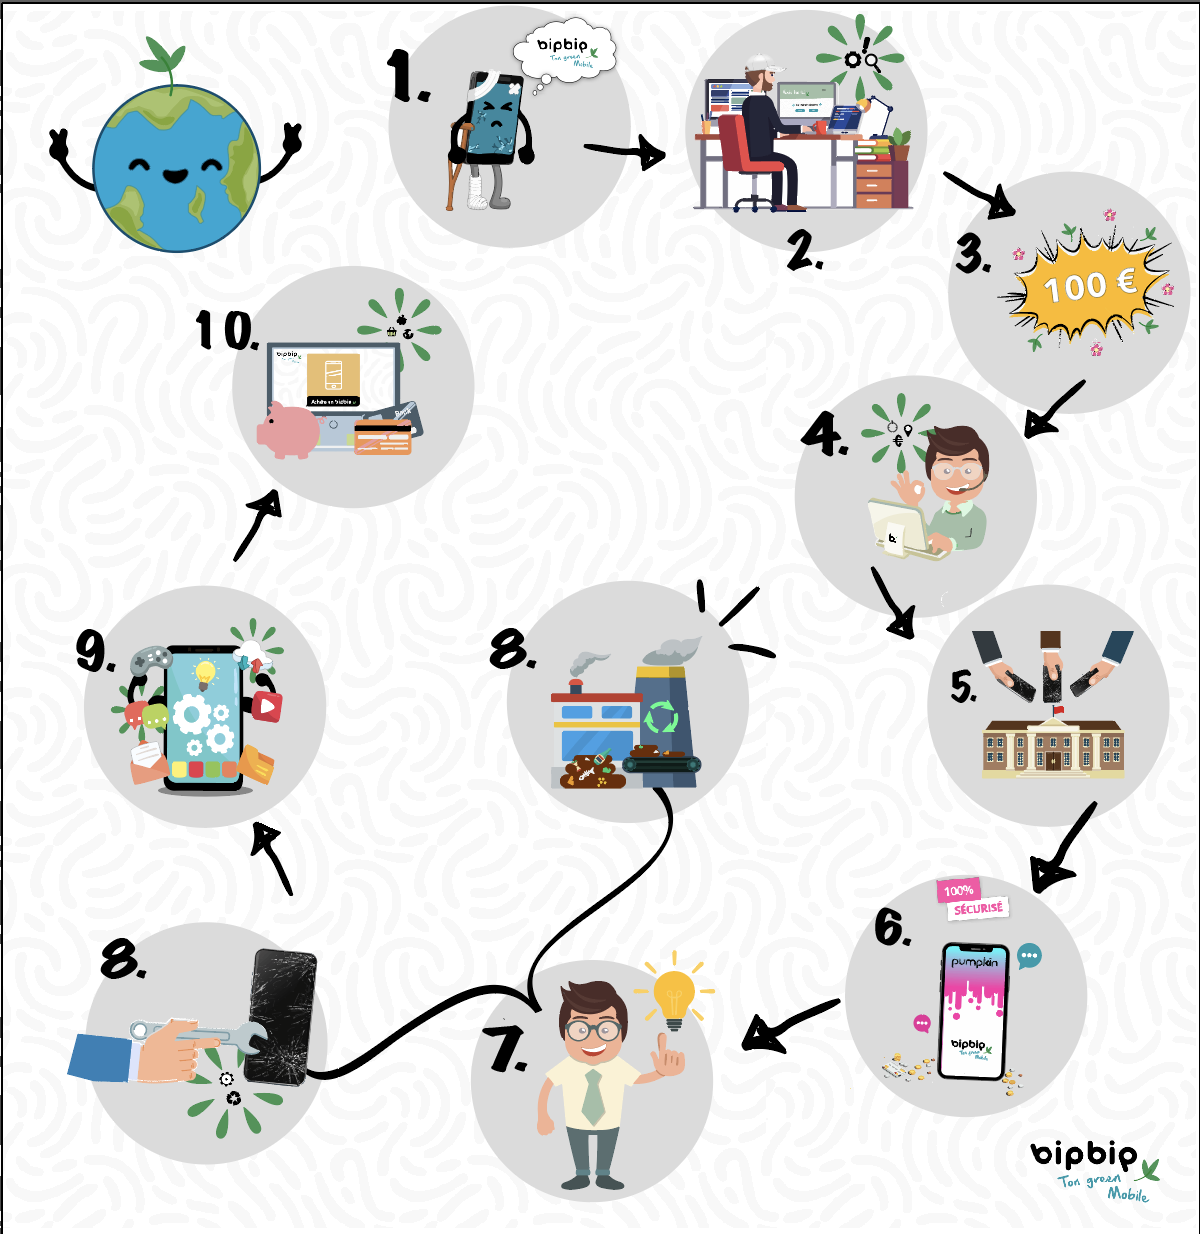 1.
bipbip
Ton green
Mobile
2.
3.
100 €
4.
€
b.
5.
6.
100%
SÉCURISÉ
pumpkin
bipbip
Ton green
Mobile
7.
8.
8.
9.
10.
bipbip
Achète en bipbip
bipbip
Ton green
Mobile